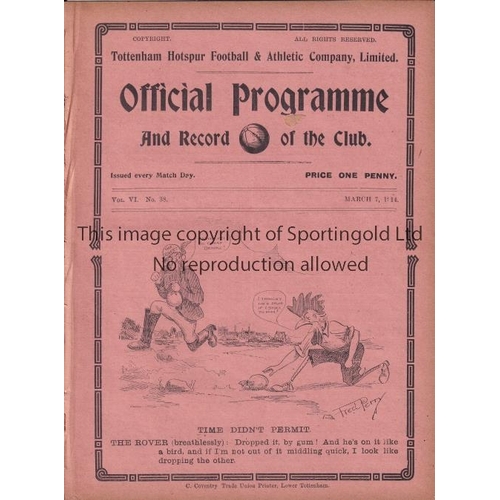 COPYRIGHT. ALL RIGHTS RESERVED.
Tottenham Hotspur Football & Athletic Company, Limited.
Official Programme
And Record of the Club.
Issued every Match Day. PRICE ONE PENNY.
VOL. VI. No. 38. MARCH 7, 1914.
This image copyright of Sportingold Ltd
No reproduction allowed
Fred Perry
TIME DIDN'T PERMIT.
THE ROVER (breathlessly): Dropped it, by gum! And he's on it like
a bird, and if I'm not out of it middling quick, I look like
dropping the other.
C. Coventry Trade Union Printer, Lower Tottenham.